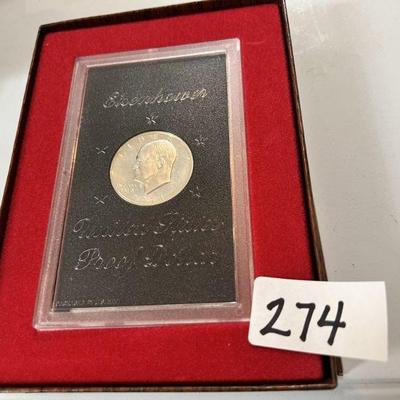 Eisenhower
United States
Proof Dollar
274